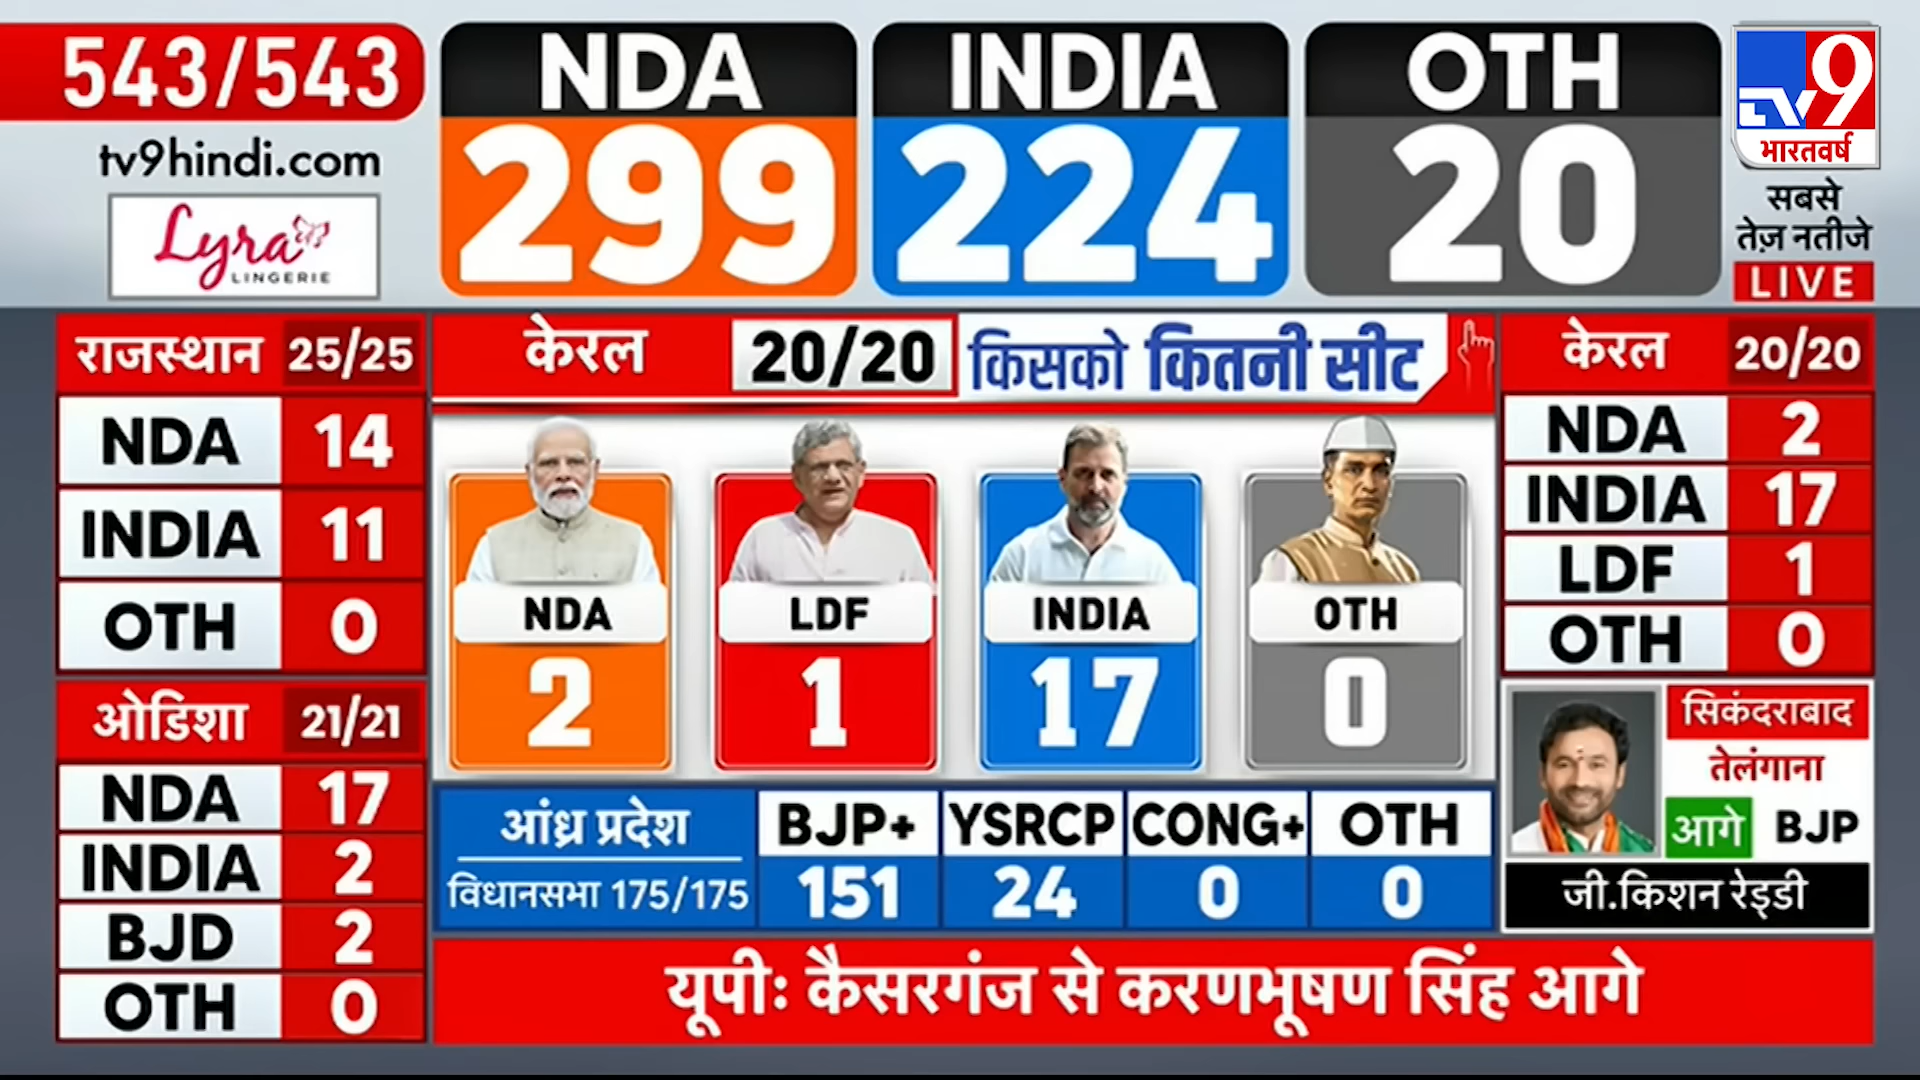 543/543
tv9hindi.com
Lyra
LINGERIE
NDA
299
INDIA
224
OTH
20
TV9
भारतवर्ष
सबसे
तेज़ नतीजे
LIVE
राजस्थान 25/25
NDA 14
INDIA 11
OTH 0
ओडिशा 21/21
NDA 17
INDIA 2
BJD 2
OTH 0
केरल 20/20 किसको कितनी सीट
NDA LDF INDIA OTH
2 1 17 0
आंध्र प्रदेश BJP+ YSRCP CONG+ OTH
विधानसभा 175/175 151 24 0 0
केरल 20/20
NDA 2
INDIA 17
LDF 1
OTH 0
सिकंदराबाद
तेलंगाना
आगे BJP
जी.किशन रेड्डी
यूपीः कैसरगंज से करणभूषण सिंह आगे